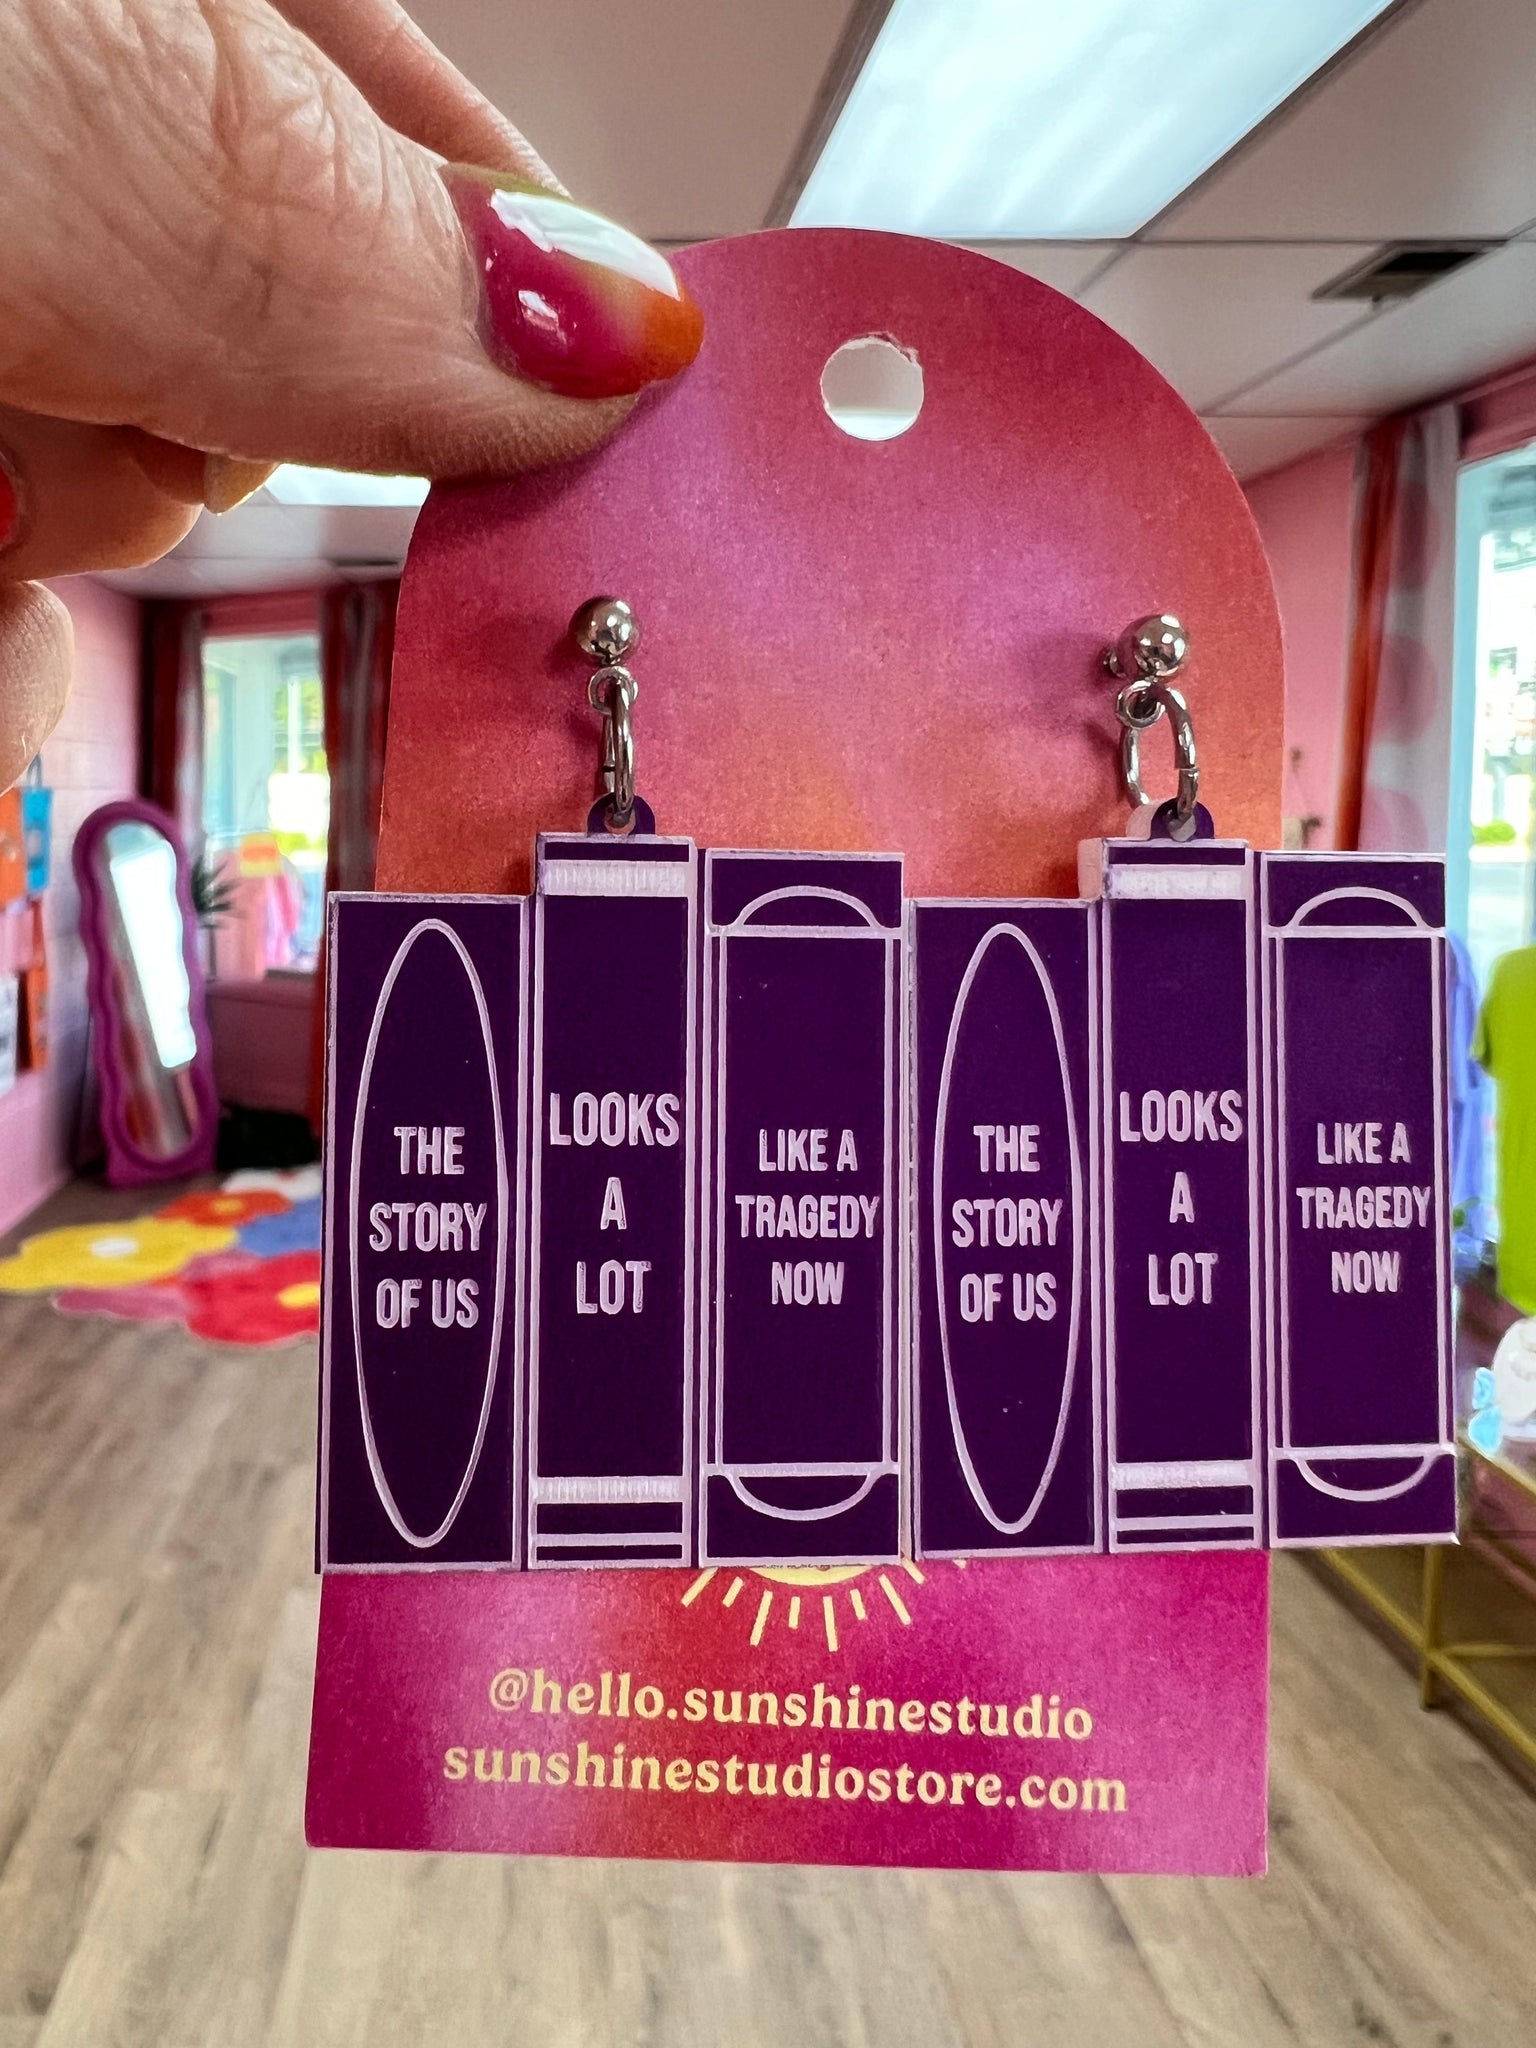 THE
STORY
OF US
LOOKS
A
LOT
LIKE A
TRAGEDY
NOW
THE
STORY
OF US
LOOKS
A
LOT
LIKE A
TRAGEDY
NOW
@hello.sunshinestudio
sunshinestudiostore.com